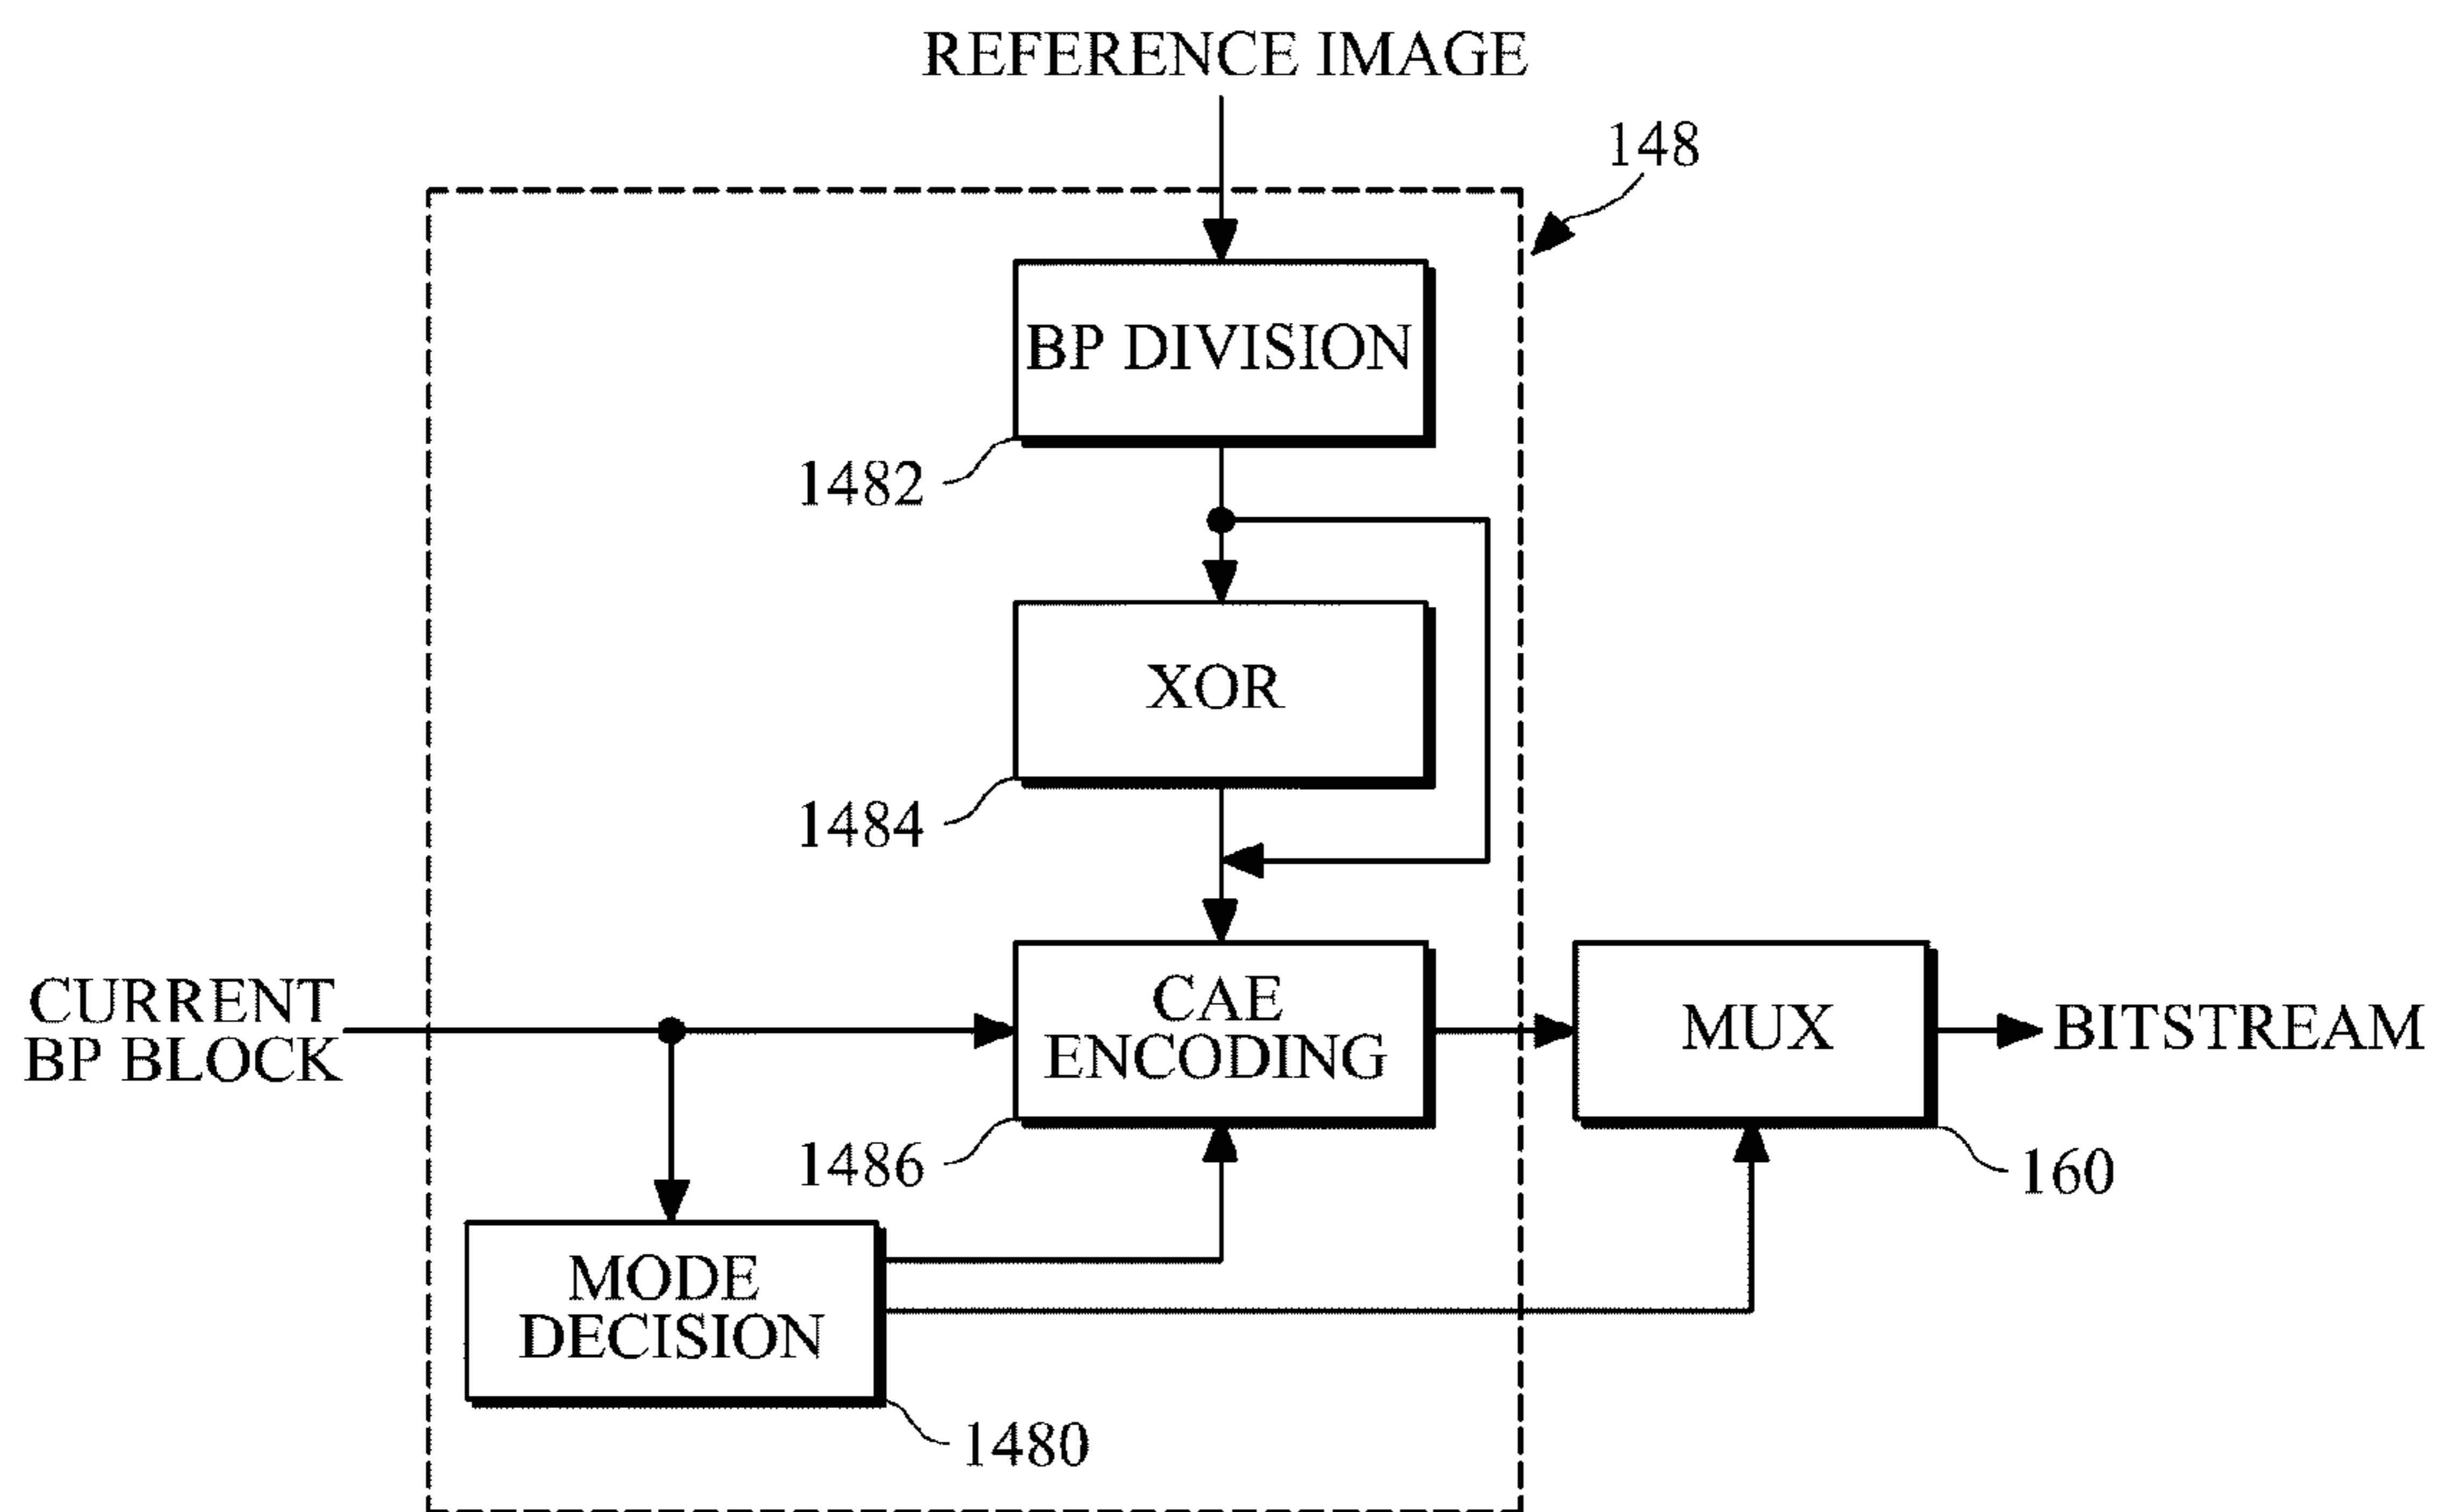 REFERENCE IMAGE
148
BP DIVISION
1482
XOR
1484
CURRENT
BP BLOCK
CAE
ENCODING
MUX
BITSTREAM
1486
160
MODE
DECISION
1480